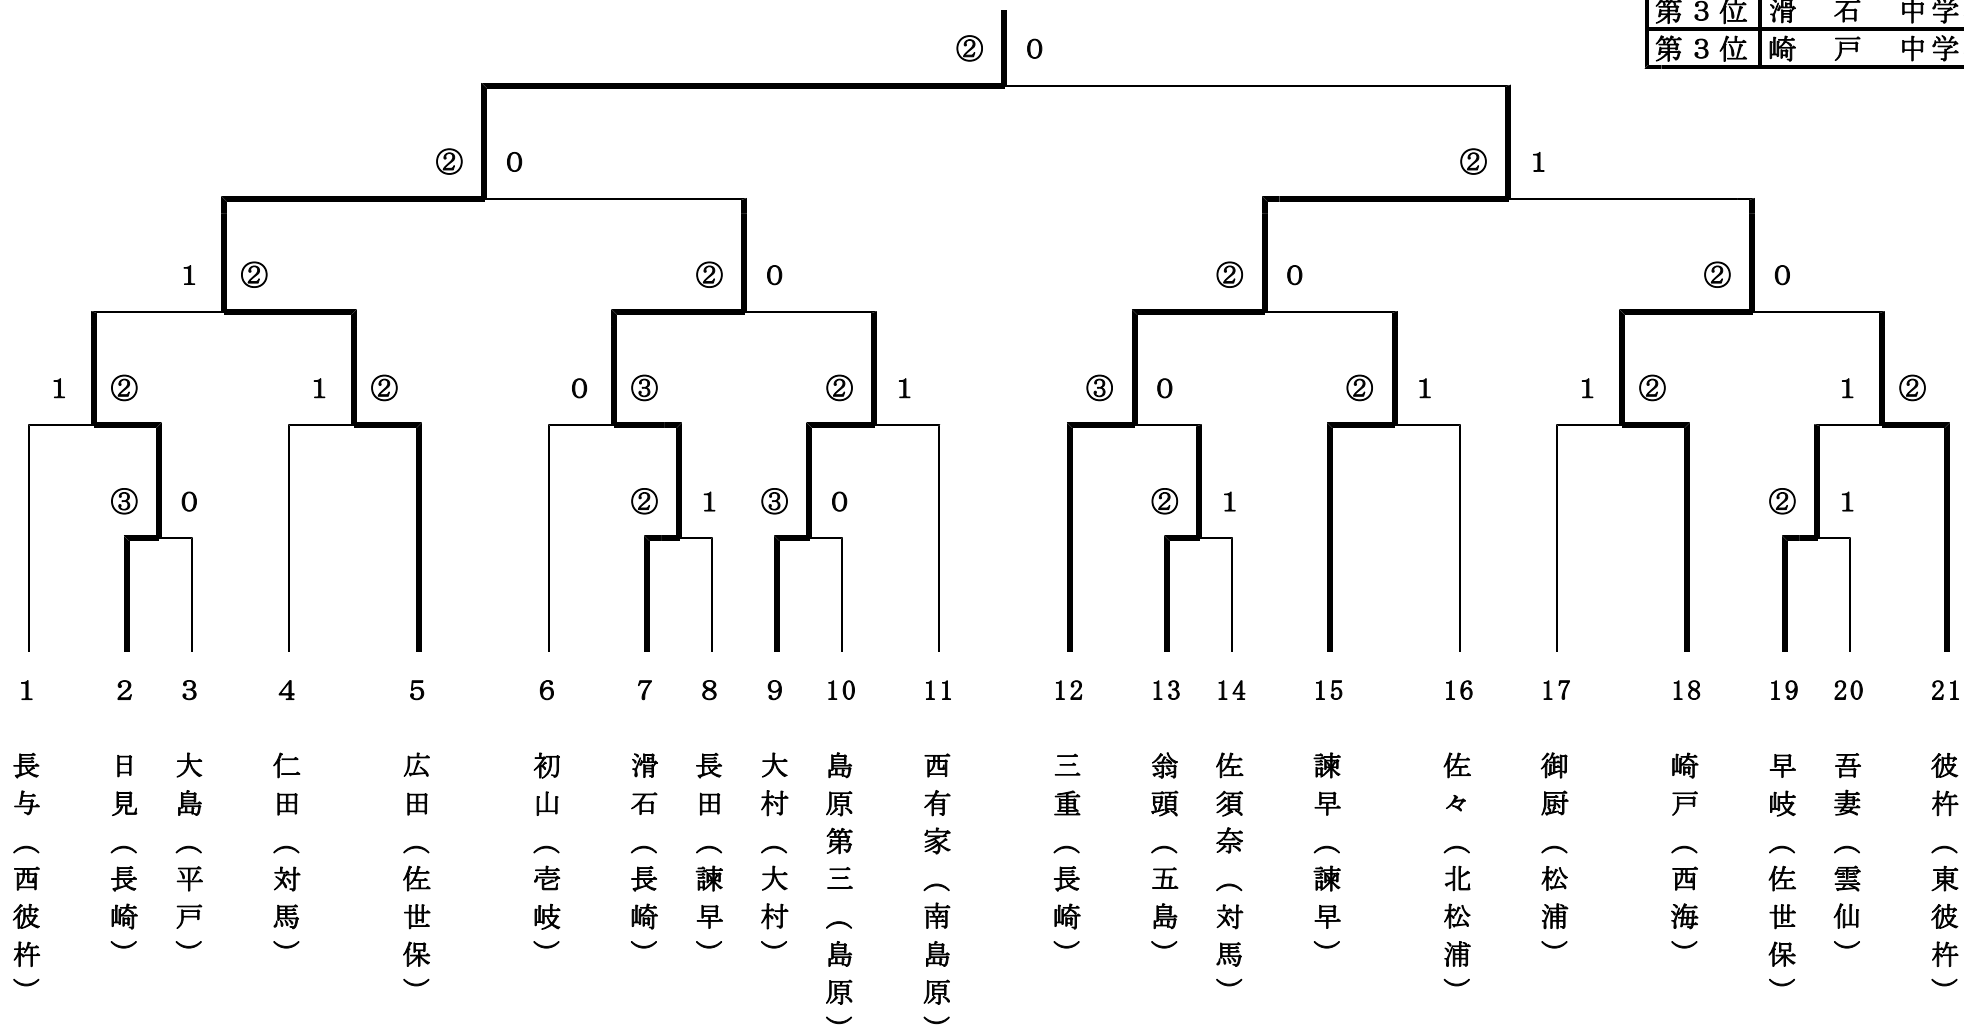 第３位 滑 石 中学
第３位 崎 戸 中学
② 0
② 0 ② 1
1 ② ② 0 ② 0 ② 0
1 ② 1 ② 0 ③ ② 1 ③ 0 ② 1 1 ② 1 ②
③ 0 ② 1 ③ 0 ② 1 ② 1
1 2 3 4 5 6 7 8 9 10 11 12 13 14 15 16 17 18 19 20 21
長与（西彼杵）
日見（長崎）
大島（平戸）
仁田（対馬）
広田（佐世保）
初山（壱岐）
滑石（長崎）
長田（諫早）
大村（大村）
島原第三（島原）
西有家（南島原）
三重（長崎）
翁頭（五島）
佐須奈（対馬）
諫早（諫早）
佐々（北松浦）
御厨（松浦）
崎戸（西海）
早岐（佐世保）
吾妻（雲仙）
彼杵（東彼杵）